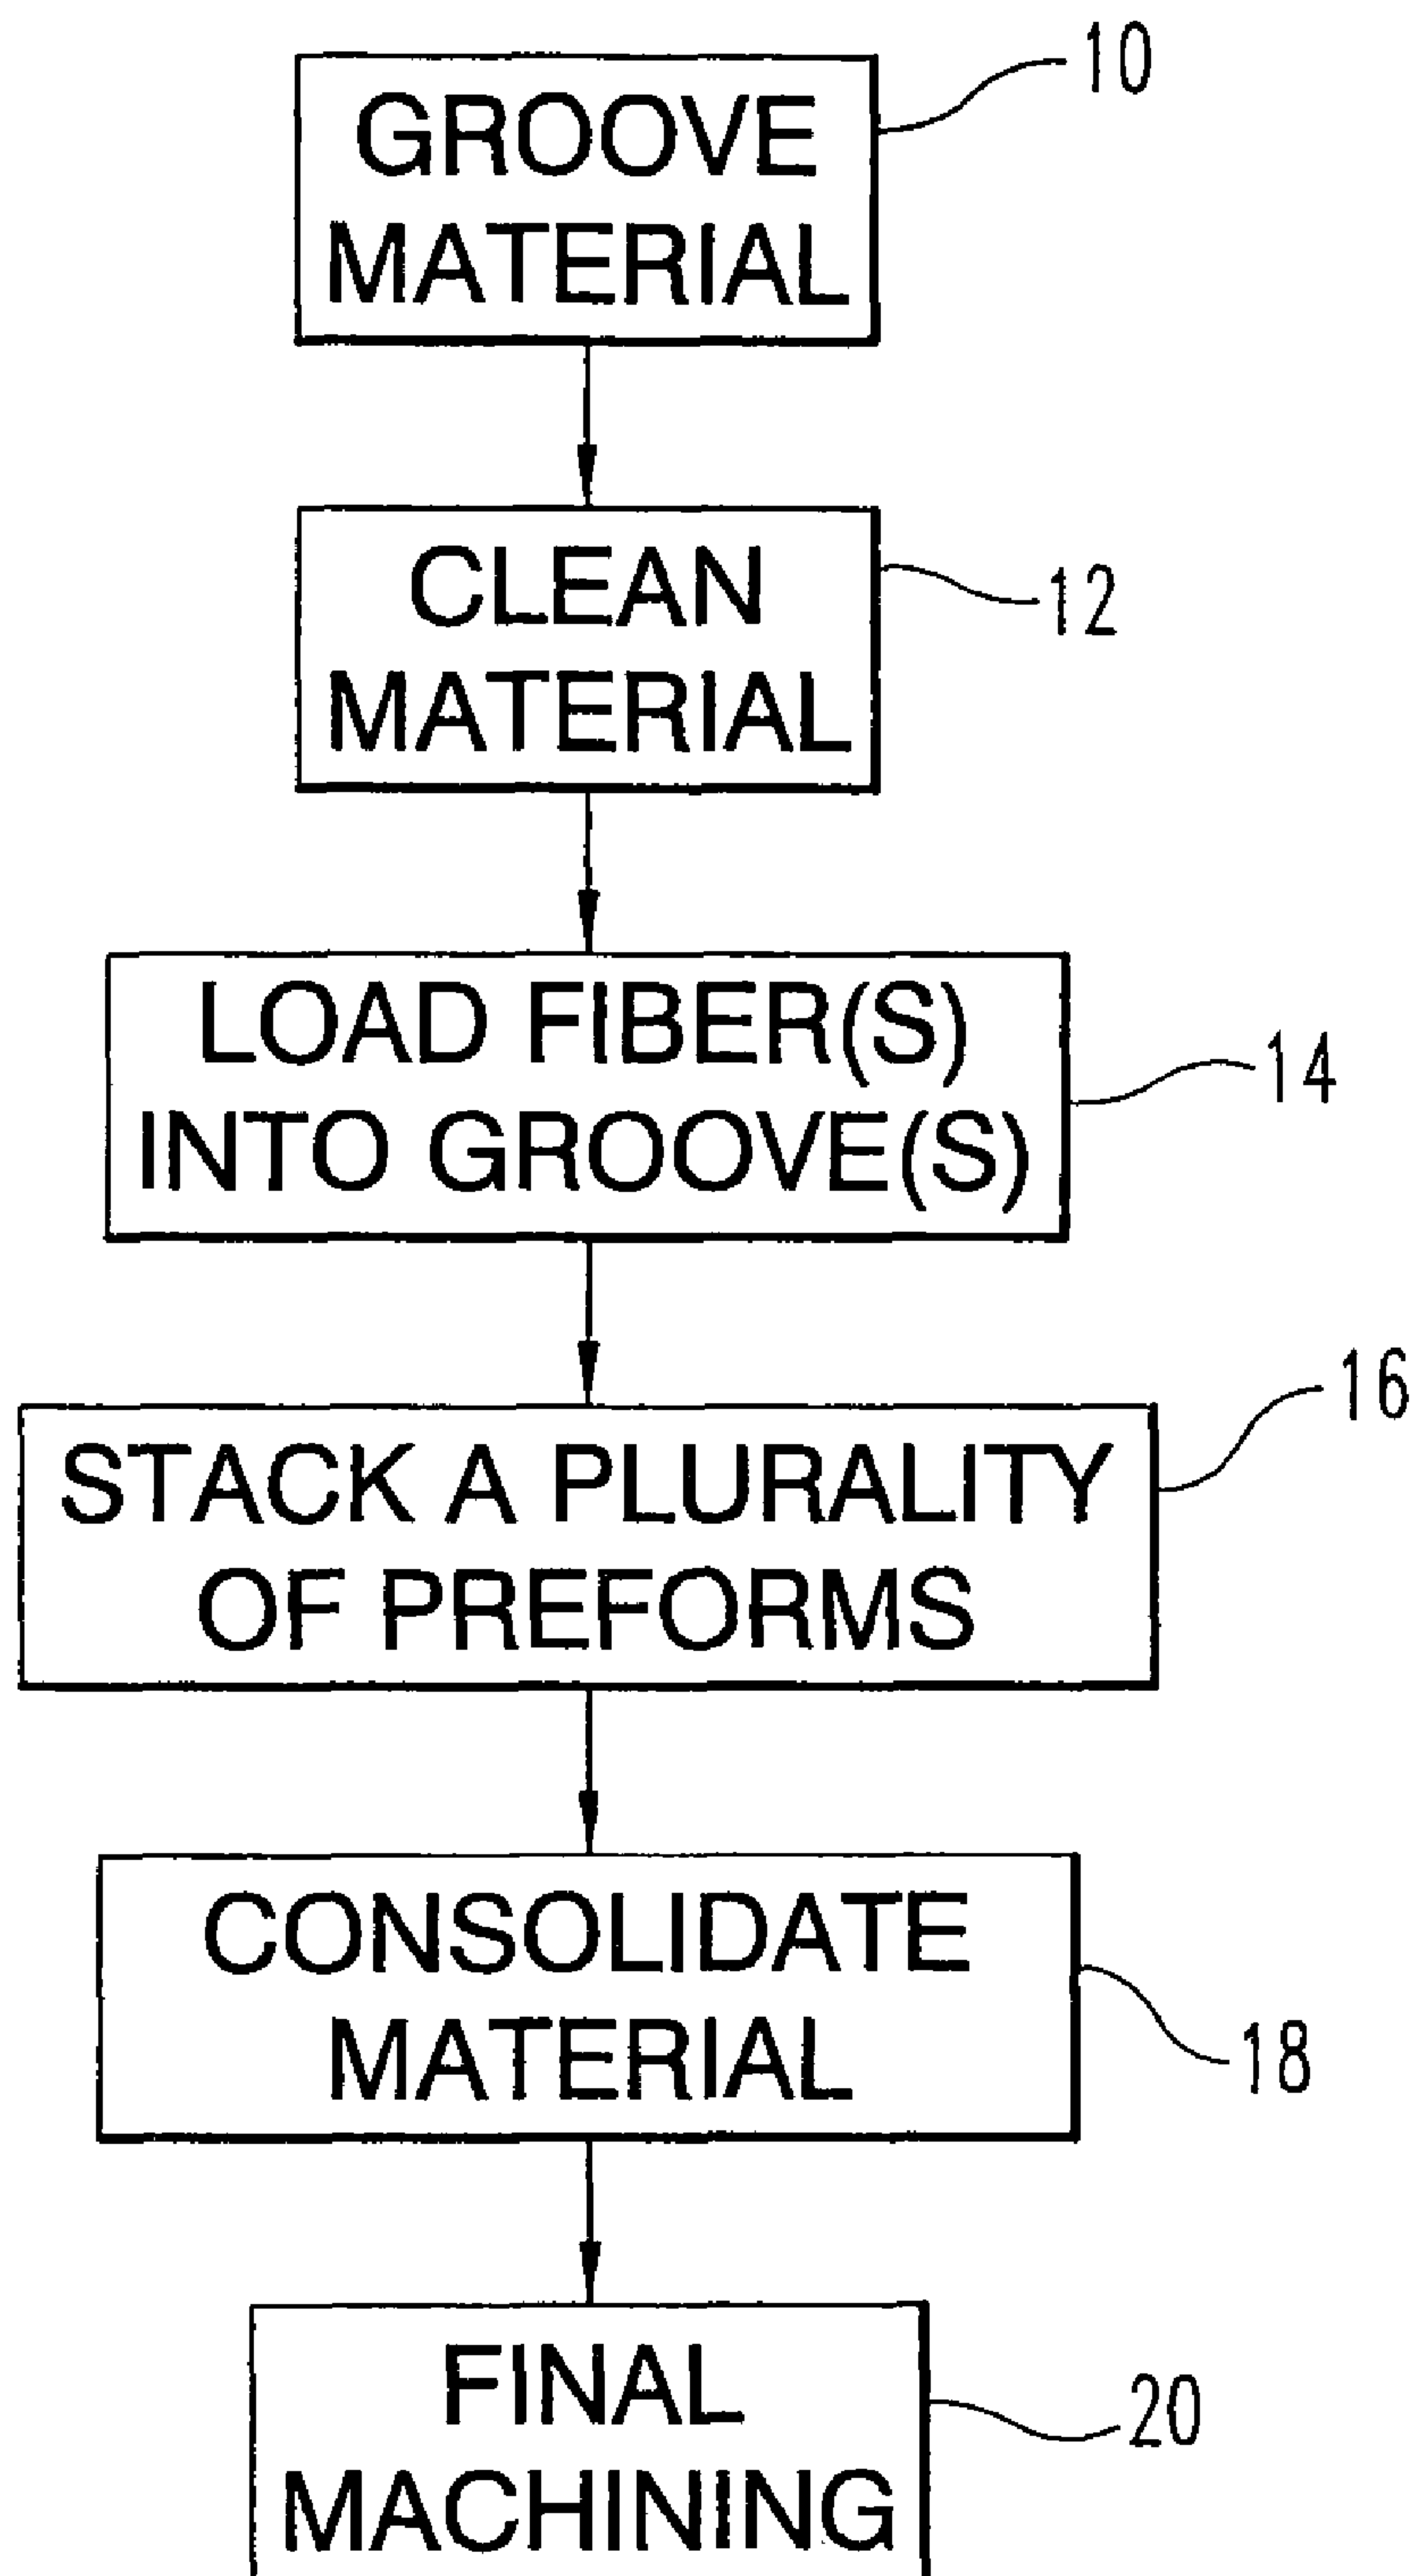 GROOVE
MATERIAL
10
CLEAN
MATERIAL
12
LOAD FIBER(S)
INTO GROOVE(S)
14
STACK A PLURALITY
OF PREFORMS
16
CONSOLIDATE
MATERIAL
18
FINAL
MACHINING
20